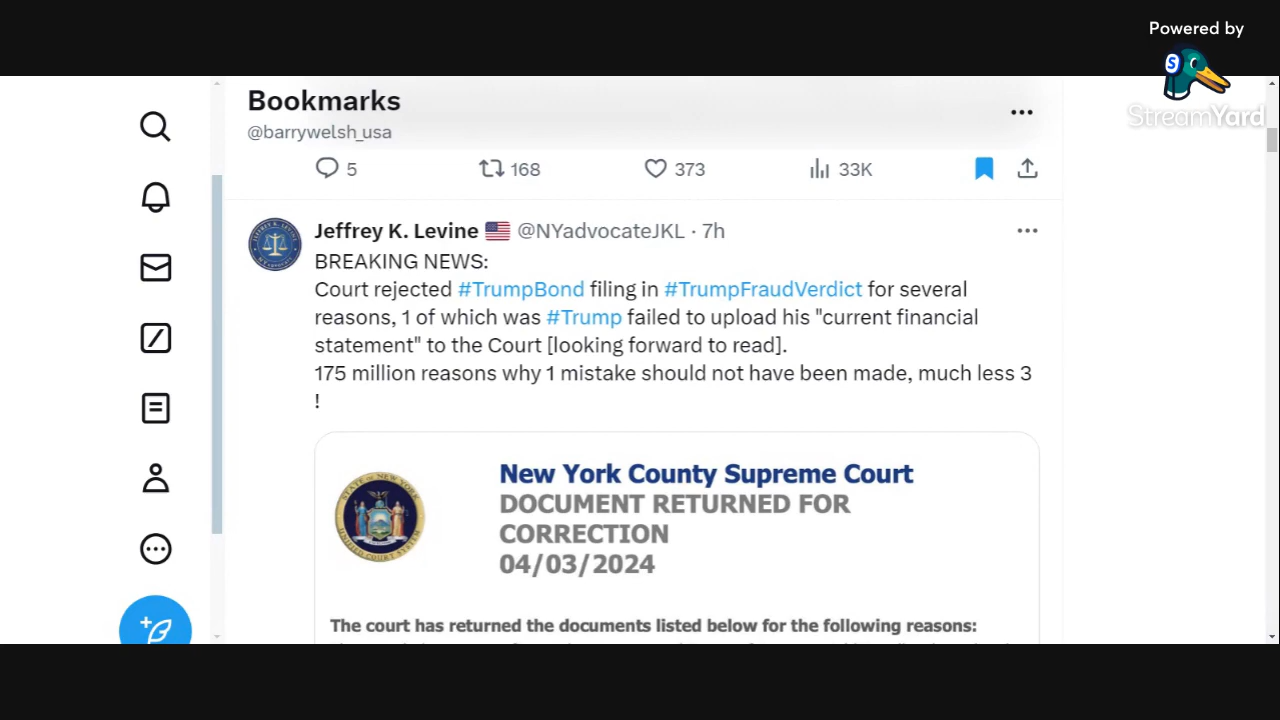 Powered by
StreamYard
Bookmarks
@barrywelsh_usa
5 168 373 33K
Jeffrey K. Levine 🇺🇸 @NYadvocateJKL · 7h
BREAKING NEWS:
Court rejected #TrumpBond filing in #TrumpFraudVerdict for several
reasons, 1 of which was #Trump failed to upload his "current financial
statement" to the Court [looking forward to read].
175 million reasons why 1 mistake should not have been made, much less 3
!
New York County Supreme Court
DOCUMENT RETURNED FOR
CORRECTION
04/03/2024
The court has returned the documents listed below for the following reasons: